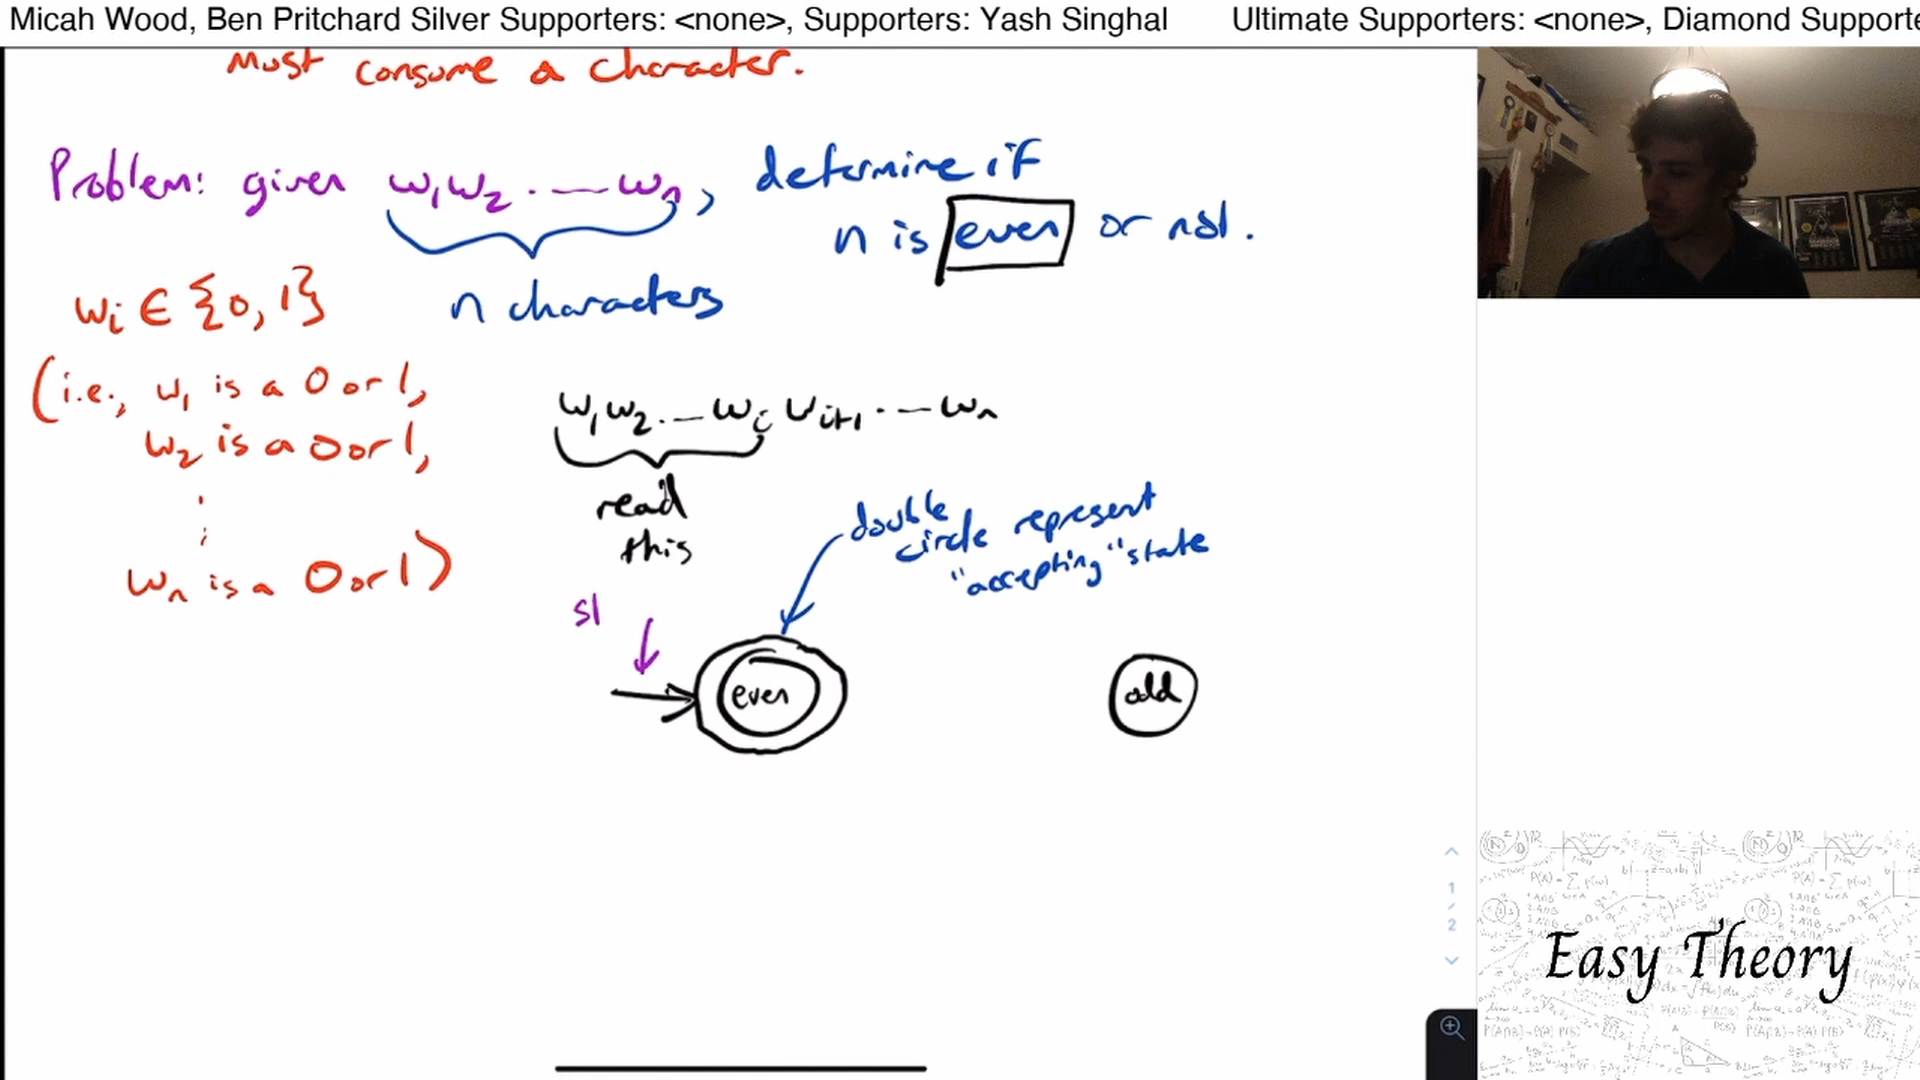 Micah Wood, Ben Pritchard Silver Supporters: <none>, Supporters: Yash Singhal Ultimate Supporters: <none>, Diamond Supporte
must consume a character.
Problem: given w₁w₂...wₙ, determine if
n is even or not.
n characters
wᵢ ∈ {0,1}
(i.e., w₁ is a 0 or 1,
w₂ is a 0 or 1,
⋮
wₙ is a 0 or 1)
w₁w₂...wᵢ wᵢ₊₁...wₙ
read
this
double
circle represent
"accepting" state
st
even
odd
1
2
Easy Theory